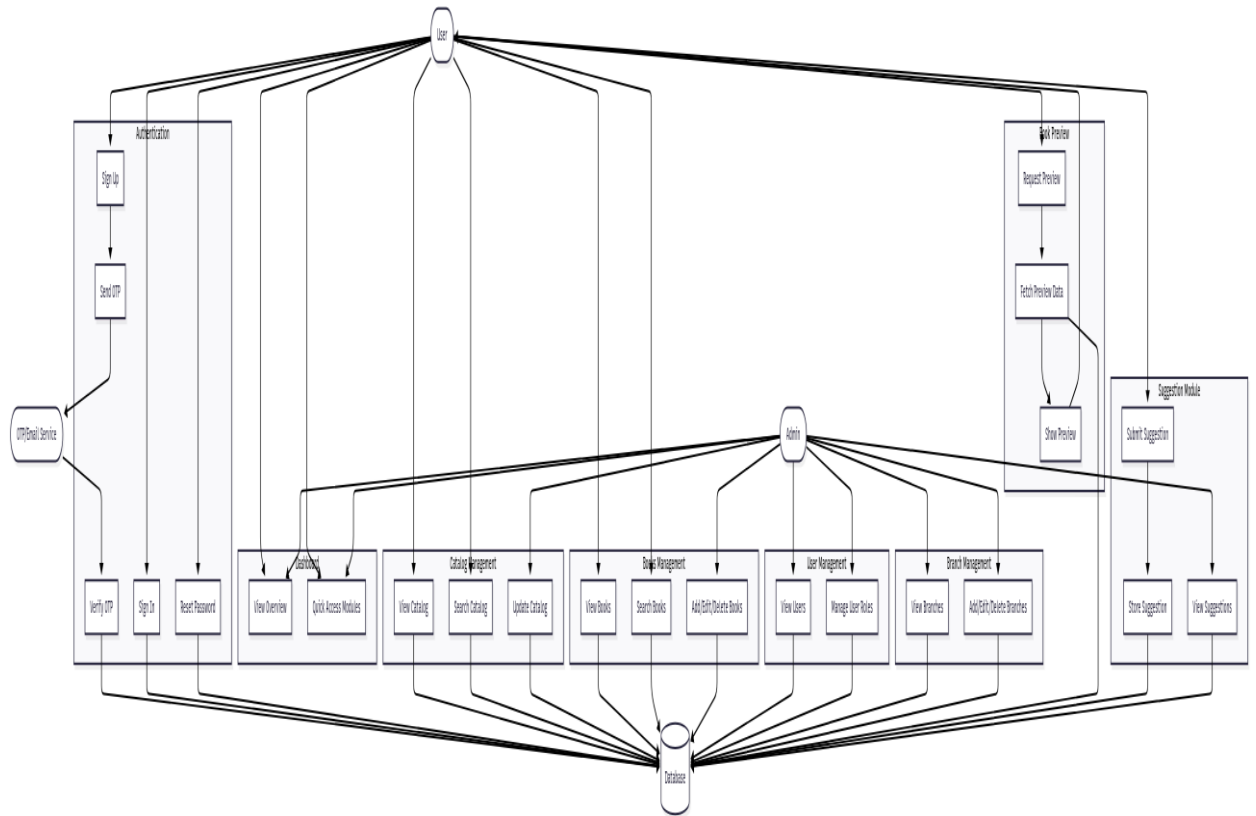 User
Authentication
Book Preview
Sign Up
Request Preview
Send OTP
Fetch Preview Data
Suggestion Module
OTP/Email Service
Admin
Show Preview
Submit Suggestion
Dashboard
Catalog Management
Books Management
User Management
Branch Management
Verify OTP
Sign In
Reset Password
View Overview
Quick Access Modules
View Catalog
Search Catalog
Update Catalog
View Books
Search Books
Add/Edit/Delete Books
View Users
Manage User Roles
View Branches
Add/Edit/Delete Branches
Store Suggestion
View Suggestions
Database